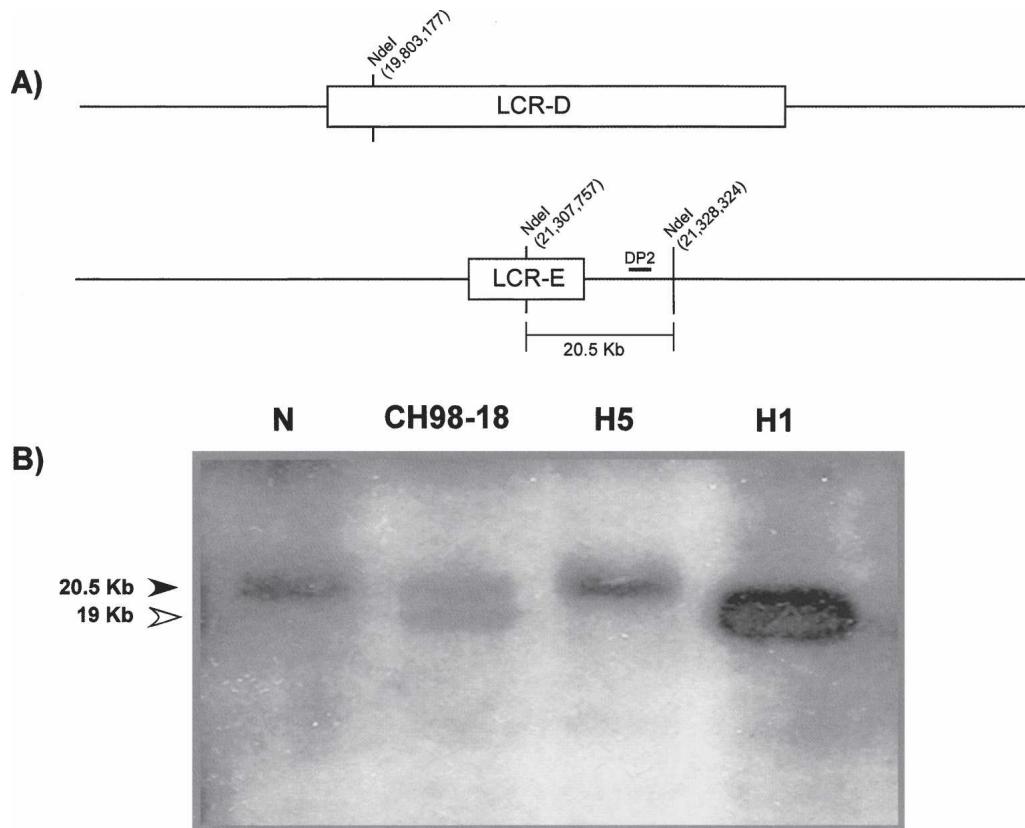 A)
NdeI
(19,803,177)
LCR-D
NdeI
(21,307,757)
NdeI
(21,328,324)
DP2
LCR-E
20.5 Kb
N CH98-18 H5 H1
B)
20.5 Kb
19 Kb